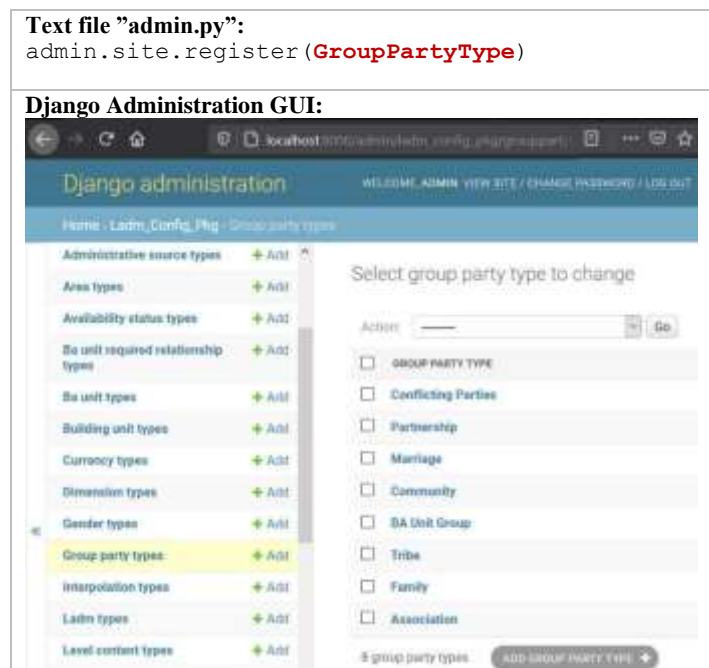 Text file ”admin.py”:
admin.site.register(GroupPartyType)
Django Administration GUI:
localhost:8000/admin/ladm_config_pkg/groupparty
Django administration
WELCOME, ADMIN. VIEW SITE / CHANGE PASSWORD / LOG OUT
Home › Ladm_Config_Pkg › Group party types
Administrative source types + Add
Area types + Add
Availability status types + Add
Ba unit required relationship
types + Add
Ba unit types + Add
Building unit types + Add
Currency types + Add
Dimension types + Add
Gender types + Add
Group party types + Add
Interpolation types + Add
Ladm types + Add
Level content types + Add
«
Select group party type to change
Action: ------ Go
GROUP PARTY TYPE
Conflicting Parties
Partnership
Marriage
Community
BA Unit Group
Tribe
Family
Association
8 group party types
ADD GROUP PARTY TYPE +